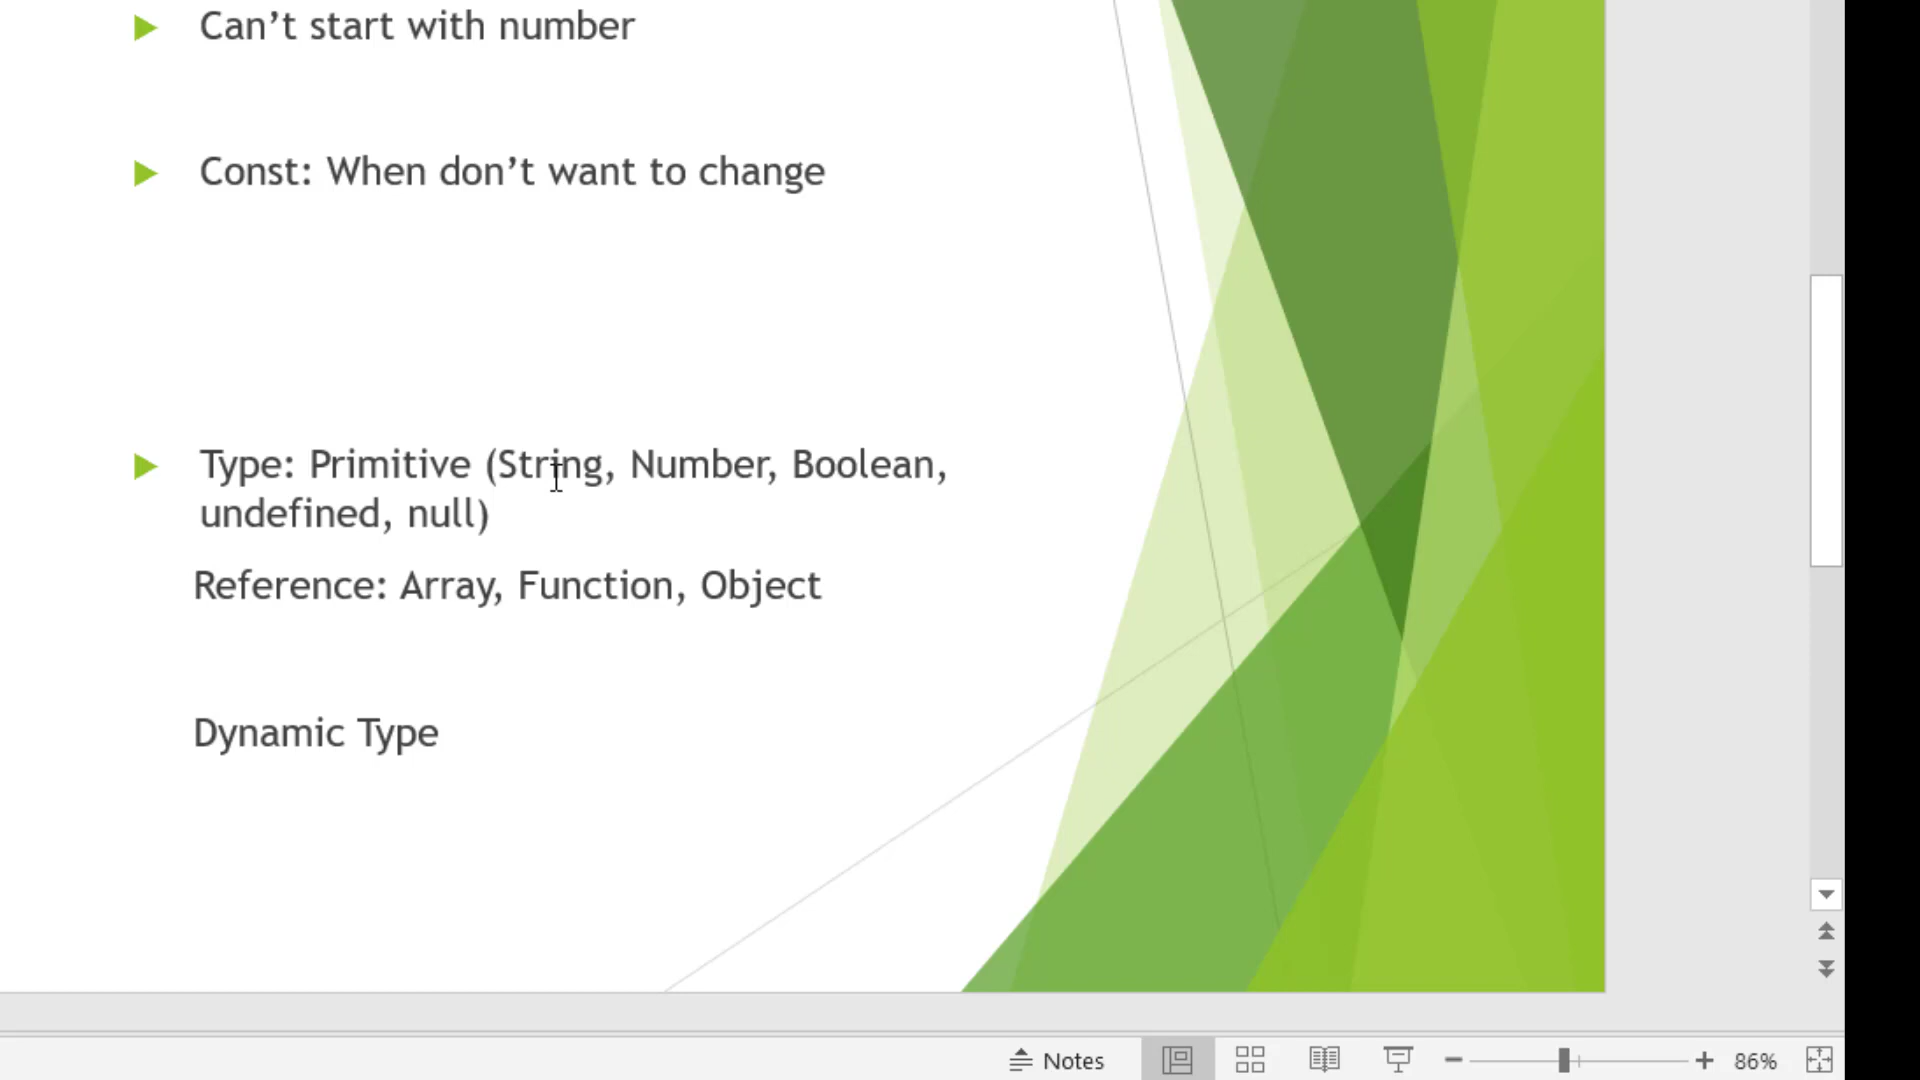 Can’t start with number
Const: When don’t want to change
Type: Primitive (String, Number, Boolean,
undefined, null)
Reference: Array, Function, Object
Dynamic Type
Notes
86%